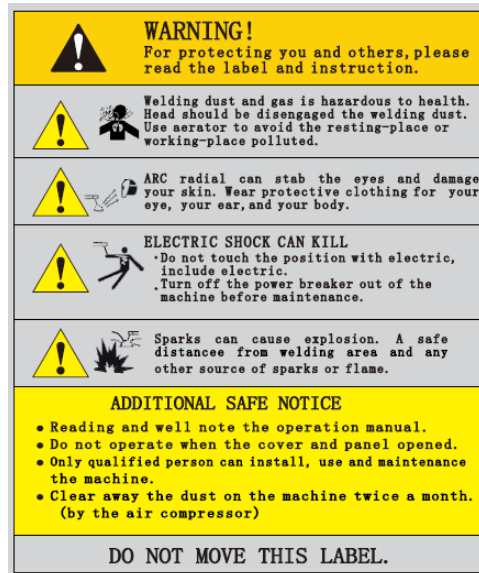 WARNING!
For protecting you and others, please
read the label and instruction.
Welding dust and gas is hazardous to health.
Head should be disengaged the welding dust.
Use aerator to avoid the resting-place or
working-place polluted.
ARC radial can stab the eyes and damage
your skin. Wear protective clothing for your
eye, your ear, and your body.
ELECTRIC SHOCK CAN KILL
·Do not touch the position with electric,
include electric.
.Turn off the power breaker out of the
machine before maintenance.
Sparks can cause explosion. A safe
distancee from welding area and any
other source of sparks or flame.
ADDITIONAL SAFE NOTICE
• Reading and well note the operation manual.
• Do not operate when the cover and panel opened.
• Only qualified person can install, use and maintenance
the machine.
• Clear away the dust on the machine twice a month.
(by the air compressor)
DO NOT MOVE THIS LABEL.